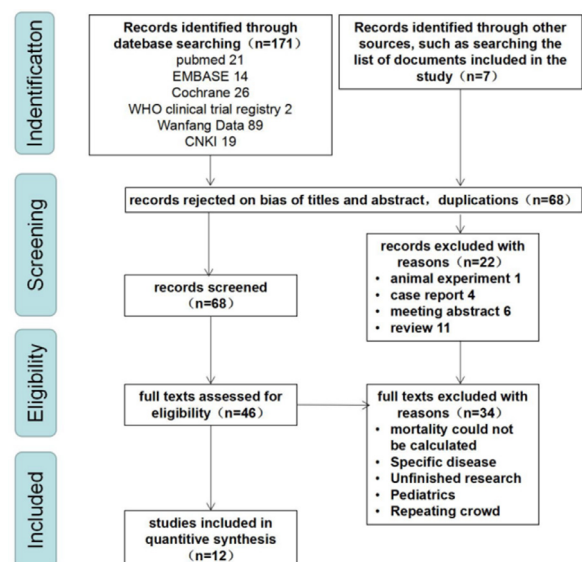 Indentificattion
Records identified through
datebase searching（n=171）
pubmed 21
EMBASE 14
Cochrane 26
WHO clinical trial registry 2
Wanfang Data 89
CNKI 19
Records identified through other
sources, such as searching the
list of documents included in the
study（n=7）
Screening
records rejected on bias of titles and abstract，duplications（n=68）
records screened
（n=68）
records excluded with
reasons（n=22）
• animal experiment 1
• case report 4
• meeting abstract 6
• review 11
Eligibility
full texts assessed for
eligibility（n=46）
full texts excluded with
reasons（n=34）
• mortality could not
be calculated
• Specific disease
• Unfinished research
• Pediatrics
• Repeating crowd
Included
studies included in
quantitive synthesis
（n=12）